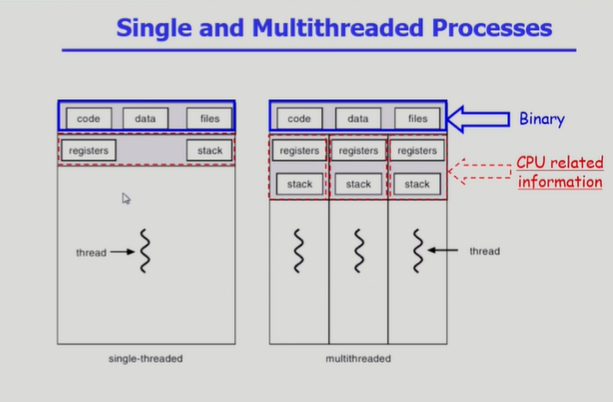 Single and Multithreaded Processes
code data files
registers stack
thread
single-threaded
code data files
registers registers registers
stack stack stack
thread
multithreaded
Binary
CPU related
information